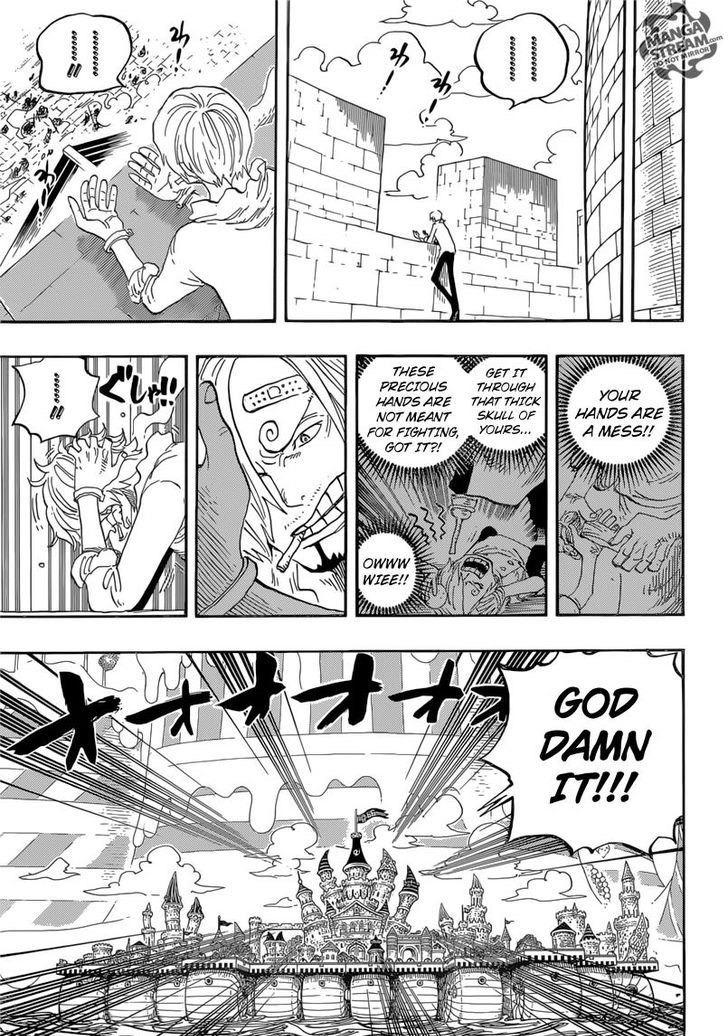 MANGA
STREAM.com
DO NOT MIRROR
..........
............!!
YOUR
HANDS ARE
A MESS!!
GET IT
THROUGH
THAT THICK
SKULL OF
YOURS...
THESE
PRECIOUS
HANDS ARE
NOT MEANT
FOR FIGHTING,
GOT IT?!
OWWW
WIEE!!
ぐしゃ!!
........!!
GOD
DAMN
IT!!!
オオオオオオ